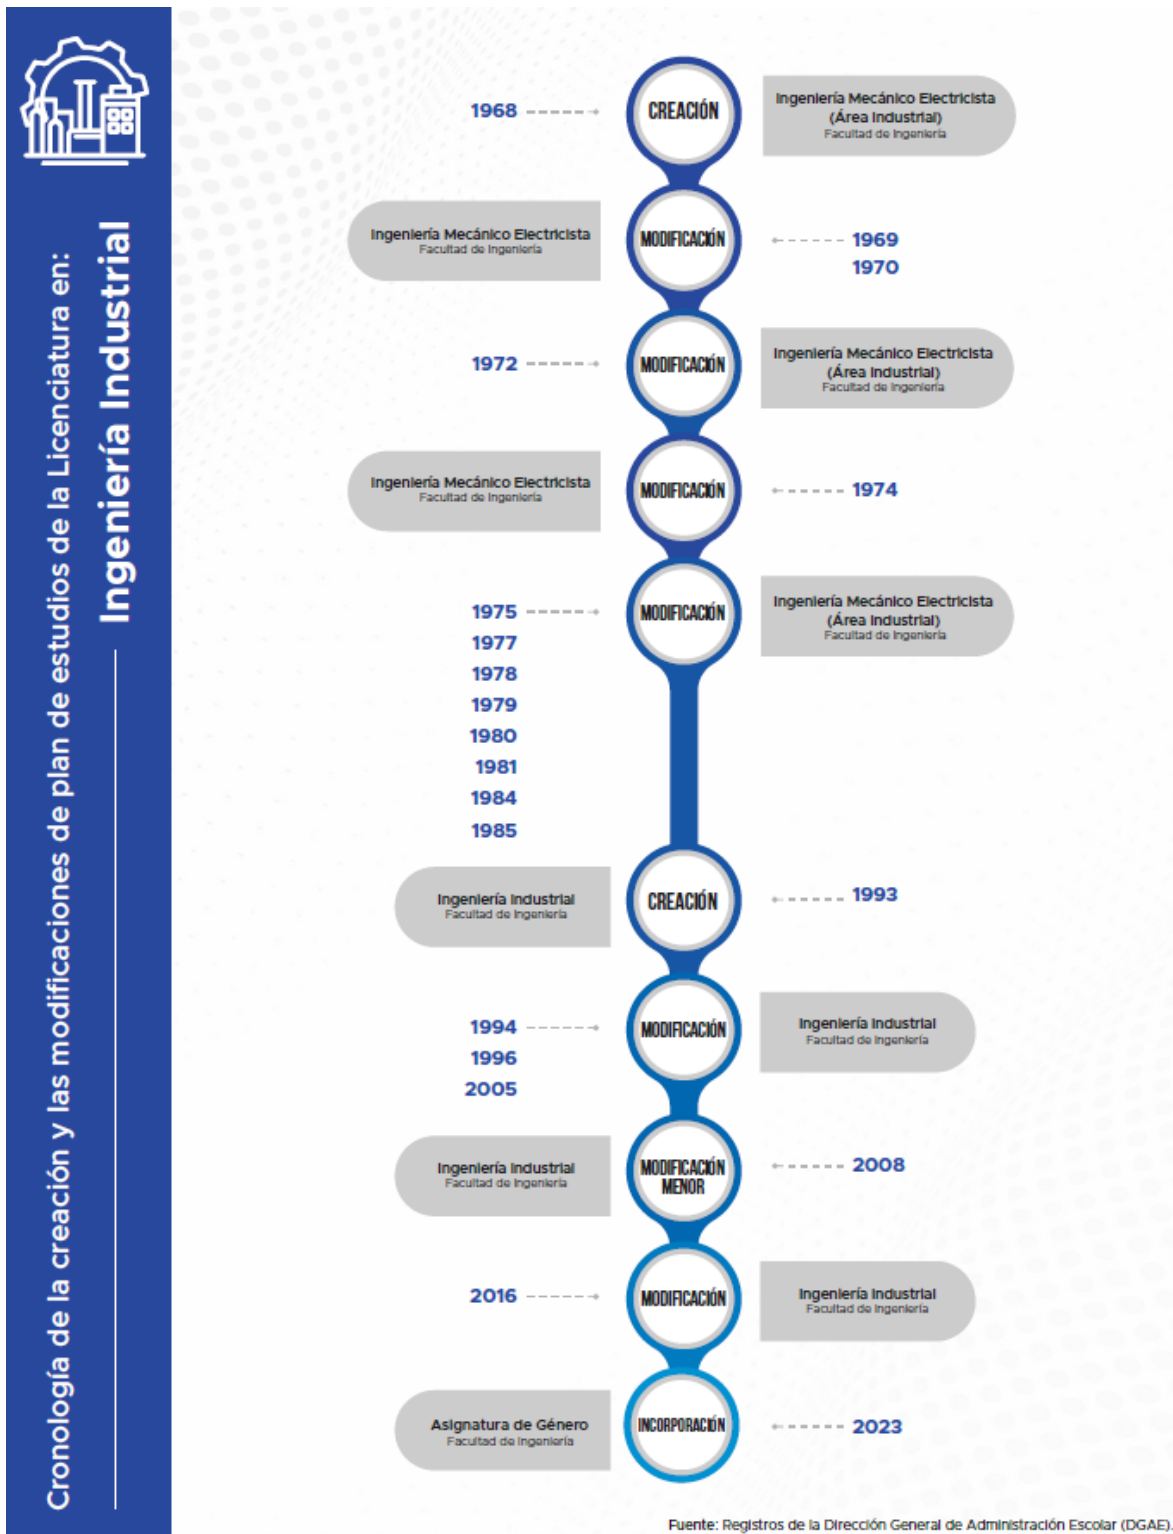 Cronología de la creación y las modificaciones de plan de estudios de la Licenciatura en:
Ingeniería Industrial
1968
CREACIÓN
Ingeniería Mecánico Electricista
(Área Industrial)
Facultad de Ingeniería
Ingeniería Mecánico Electricista
Facultad de Ingeniería
MODIFICACIÓN
1969
1970
1972
MODIFICACIÓN
Ingeniería Mecánico Electricista
(Área Industrial)
Facultad de Ingeniería
Ingeniería Mecánico Electricista
Facultad de Ingeniería
MODIFICACIÓN
1974
1975
1977
1978
1979
1980
1981
1984
1985
MODIFICACIÓN
Ingeniería Mecánico Electricista
(Área Industrial)
Facultad de Ingeniería
Ingeniería Industrial
Facultad de Ingeniería
CREACIÓN
1993
1994
1996
2005
MODIFICACIÓN
Ingeniería Industrial
Facultad de Ingeniería
Ingeniería Industrial
Facultad de Ingeniería
MODIFICACIÓN
MENOR
2008
2016
MODIFICACIÓN
Ingeniería Industrial
Facultad de Ingeniería
Asignatura de Género
Facultad de Ingeniería
INCORPORACIÓN
2023
Fuente: Registros de la Dirección General de Administración Escolar (DGAE).